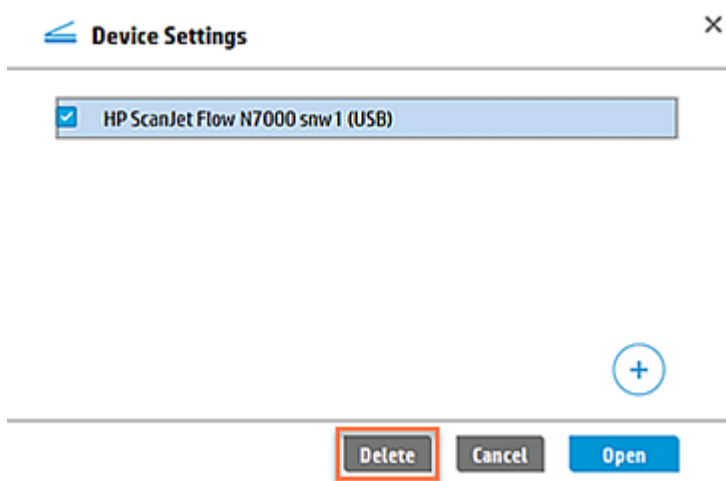 Device Settings
HP ScanJet Flow N7000 snw1 (USB)
Delete Cancel Open